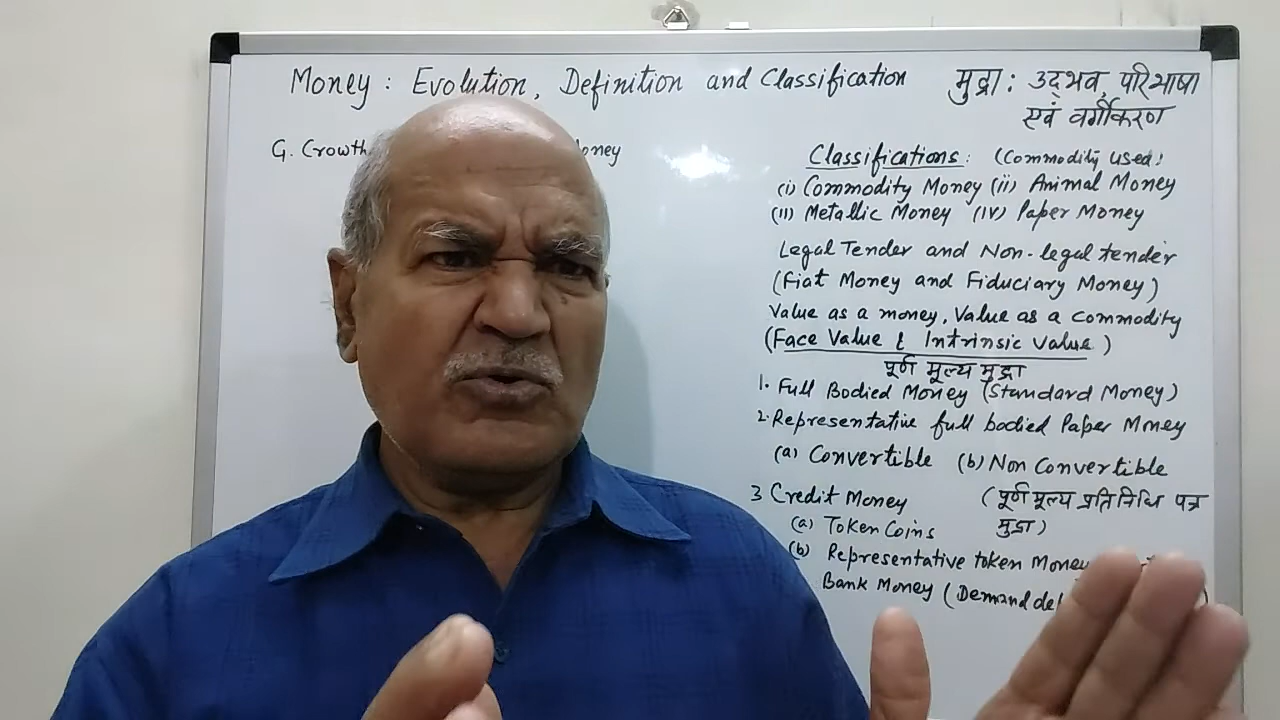 Money : Evolution, Definition and Classification
मुद्रा : उद्भव, परिभाषा
एवं वर्गीकरण
G. Crowth
oney
Classifications : (Commodity used)
(i) Commodity Money (ii) Animal Money
(11) Metallic Money (IV) Paper Money
Legal Tender and Non-legal tender
(Fiat Money and Fiduciary Money)
Value as a money, Value as a commodity
(Face Value & Intrinsic value)
पूर्ण मूल्य मुद्रा
1. Full Bodied Money (Standard Money)
2. Representative full bodied Paper Money
(a) Convertible (b) Non Convertible
3 Credit Money (पूर्ण मूल्य प्रतिनिधि पत्र
मुद्रा)
(a) Token Coins
(b) Representative token Money
Bank Money (Demand de